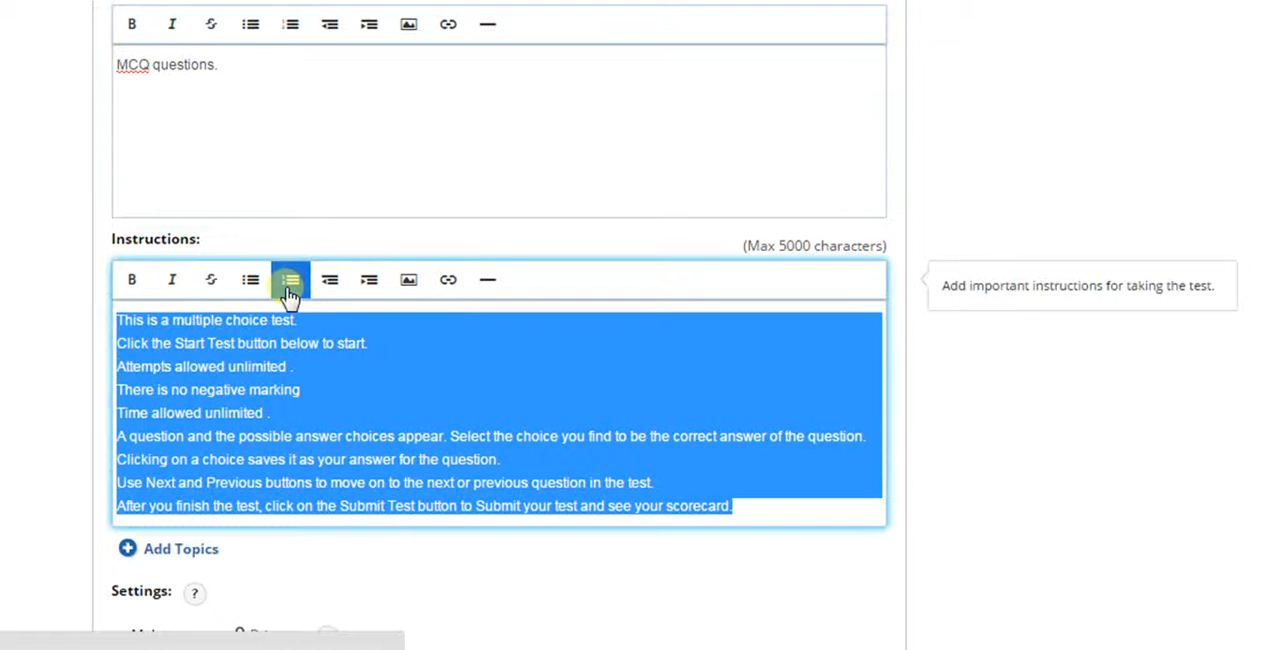 B I S
MCQ questions.
Instructions:
(Max 5000 characters)
B I S
Add important instructions for taking the test.
This is a multiple choice test.
Click the Start Test button below to start.
Attempts allowed unlimited .
There is no negative marking
Time allowed unlimited .
A question and the possible answer choices appear. Select the choice you find to be the correct answer of the question.
Clicking on a choice saves it as your answer for the question.
Use Next and Previous buttons to move on to the next or previous question in the test.
After you finish the test, click on the Submit Test button to Submit your test and see your scorecard.
Add Topics
Settings: ?